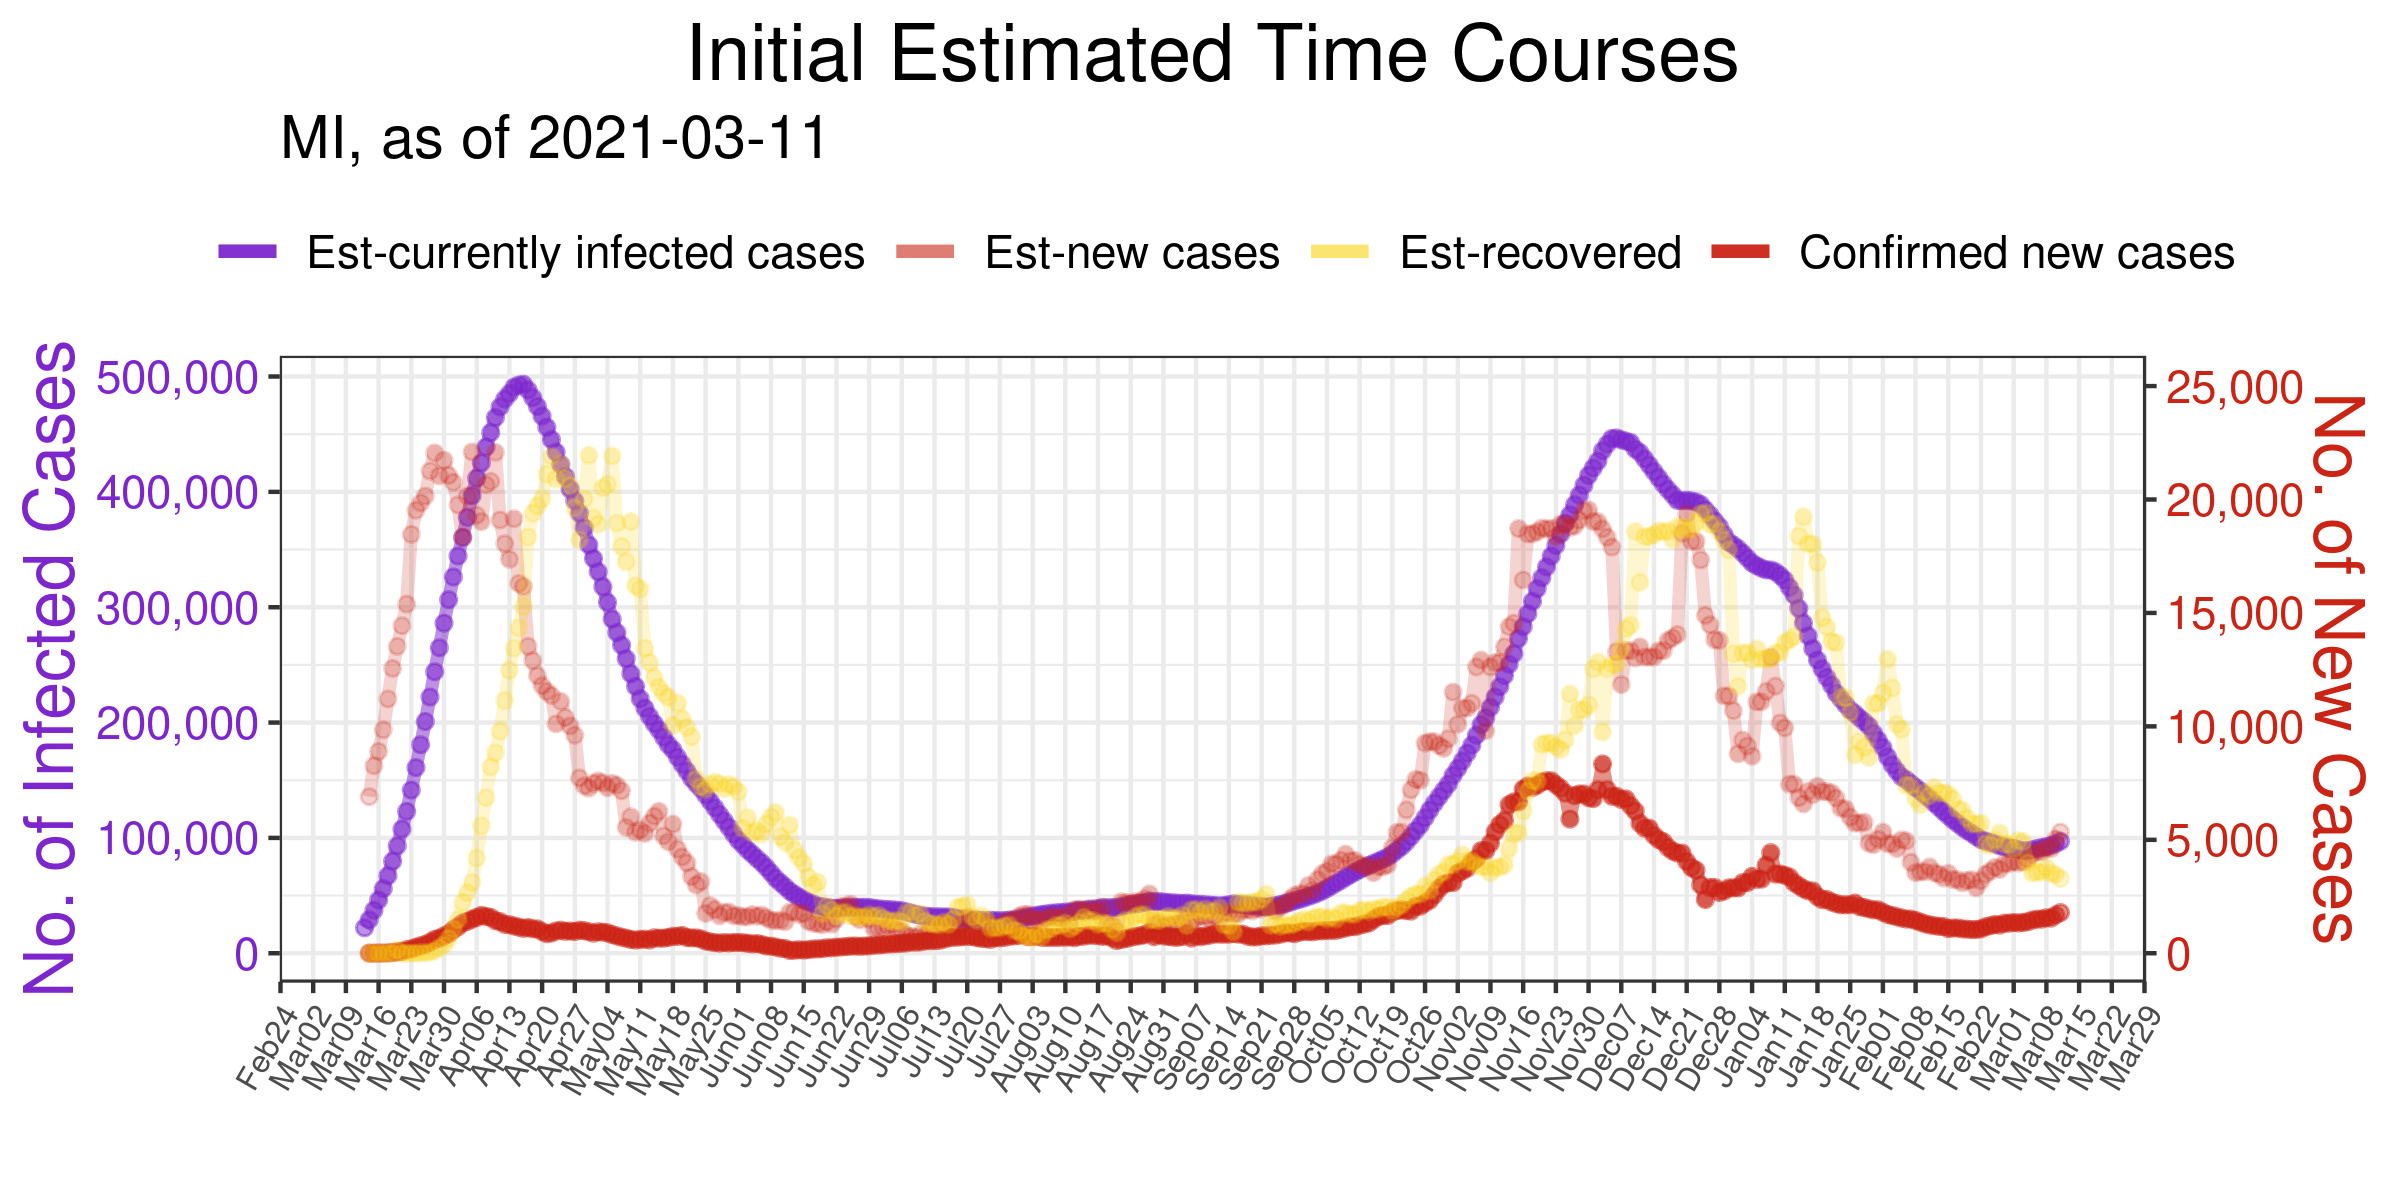 Initial Estimated Time Courses
MI, as of 2021-03-11
Est-currently infected cases
Est-new cases
Est-recovered
Confirmed new cases
No. of Infected Cases
500,000
400,000
300,000
200,000
100,000
0
25,000
20,000
15,000
10,000
5,000
0
No. of New Cases
Feb24
Mar02
Mar09
Mar16
Mar23
Mar30
Apr06
Apr13
Apr20
Apr27
May04
May11
May18
May25
Jun01
Jun08
Jun15
Jun22
Jun29
Jul06
Jul13
Jul20
Jul27
Aug03
Aug10
Aug17
Aug24
Aug31
Sep07
Sep14
Sep21
Sep28
Oct05
Oct12
Oct19
Oct26
Nov02
Nov09
Nov16
Nov23
Nov30
Dec07
Dec14
Dec21
Dec28
Jan04
Jan11
Jan18
Jan25
Feb01
Feb08
Feb15
Feb22
Mar01
Mar08
Mar15
Mar22
Mar29